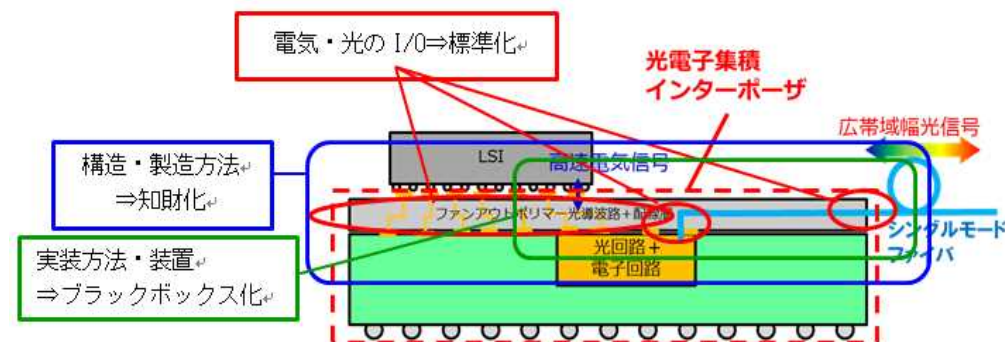 電気・光の I/O⇒標準化
光電子集積
インターポーザ
広帯域幅光信号
LSI
高速電気信号
構造・製造方法
⇒知財化
ファンアウトポリマー光導波路+配線層
シングルモード
ファイバ
光回路+
電子回路
実装方法・装置
⇒ブラックボックス化